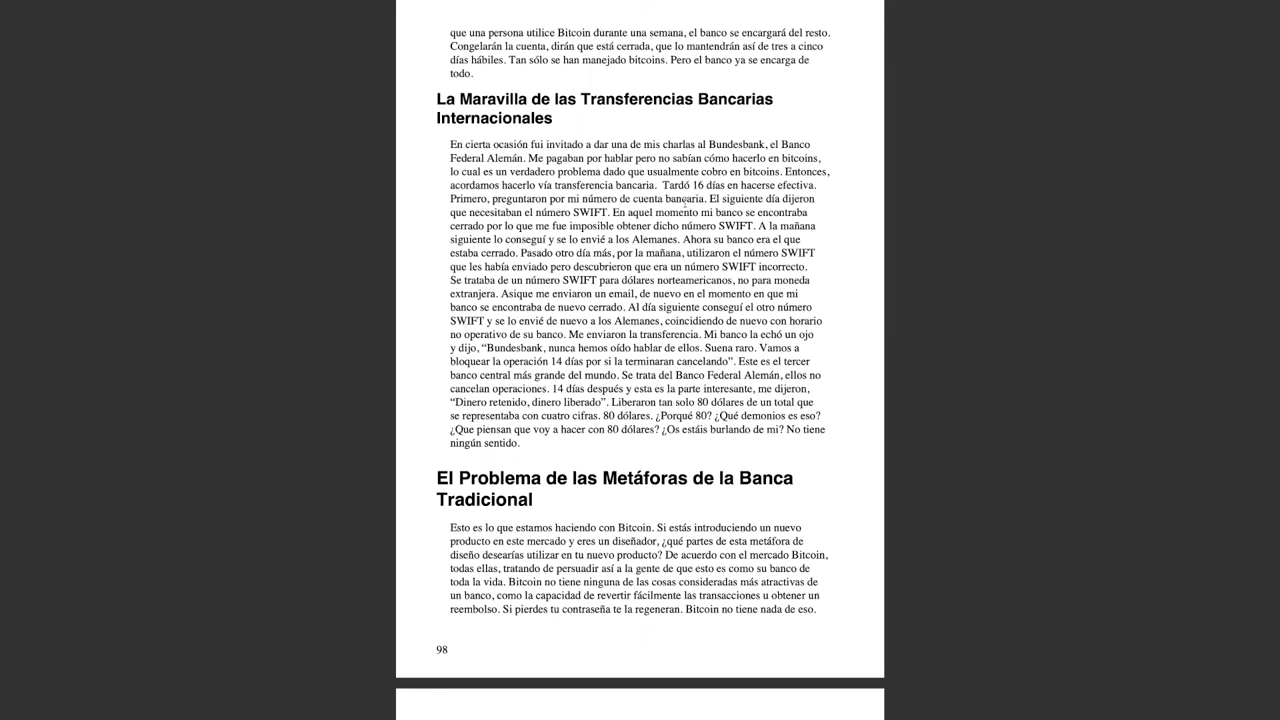 que una persona utilice Bitcoin durante una semana, el banco se encargará del resto.
Congelarán la cuenta, dirán que está cerrada, que lo mantendrán así de tres a cinco
días hábiles. Tan sólo se han manejado bitcoins. Pero el banco ya se encarga de
todo.
La Maravilla de las Transferencias Bancarias
Internacionales
En cierta ocasión fui invitado a dar una de mis charlas al Bundesbank, el Banco
Federal Alemán. Me pagaban por hablar pero no sabían cómo hacerlo en bitcoins,
lo cual es un verdadero problema dado que usualmente cobro en bitcoins. Entonces,
acordamos hacerlo vía transferencia bancaria. Tardó 16 días en hacerse efectiva.
Primero, preguntaron por mi número de cuenta bancaria. El siguiente día dijeron
que necesitaban el número SWIFT. En aquel momento mi banco se encontraba
cerrado por lo que me fue imposible obtener dicho número SWIFT. A la mañana
siguiente lo conseguí y se lo envié a los Alemanes. Ahora su banco era el que
estaba cerrado. Pasado otro día más, por la mañana, utilizaron el número SWIFT
que les había enviado pero descubrieron que era un número SWIFT incorrecto.
Se trataba de un número SWIFT para dólares norteamericanos, no para moneda
extranjera. Asique me enviaron un email, de nuevo en el momento en que mi
banco se encontraba de nuevo cerrado. Al día siguiente conseguí el otro número
SWIFT y se lo envié de nuevo a los Alemanes, coincidiendo de nuevo con horario
no operativo de su banco. Me enviaron la transferencia. Mi banco la echó un ojo
y dijo, “Bundesbank, nunca hemos oído hablar de ellos. Suena raro. Vamos a
bloquear la operación 14 días por si la terminaran cancelando”. Este es el tercer
banco central más grande del mundo. Se trata del Banco Federal Alemán, ellos no
cancelan operaciones. 14 días después y esta es la parte interesante, me dijeron,
“Dinero retenido, dinero liberado”. Liberaron tan solo 80 dólares de un total que
se representaba con cuatro cifras. 80 dólares. ¿Porqué 80? ¿Qué demonios es eso?
¿Que piensan que voy a hacer con 80 dólares? ¿Os estáis burlando de mi? No tiene
ningún sentido.
El Problema de las Metáforas de la Banca
Tradicional
Esto es lo que estamos haciendo con Bitcoin. Si estás introduciendo un nuevo
producto en este mercado y eres un diseñador, ¿qué partes de esta metáfora de
diseño desearías utilizar en tu nuevo producto? De acuerdo con el mercado Bitcoin,
todas ellas, tratando de persuadir así a la gente de que esto es como su banco de
toda la vida. Bitcoin no tiene ninguna de las cosas consideradas más atractivas de
un banco, como la capacidad de revertir fácilmente las transacciones u obtener un
reembolso. Si pierdes tu contraseña te la regeneran. Bitcoin no tiene nada de eso.
98